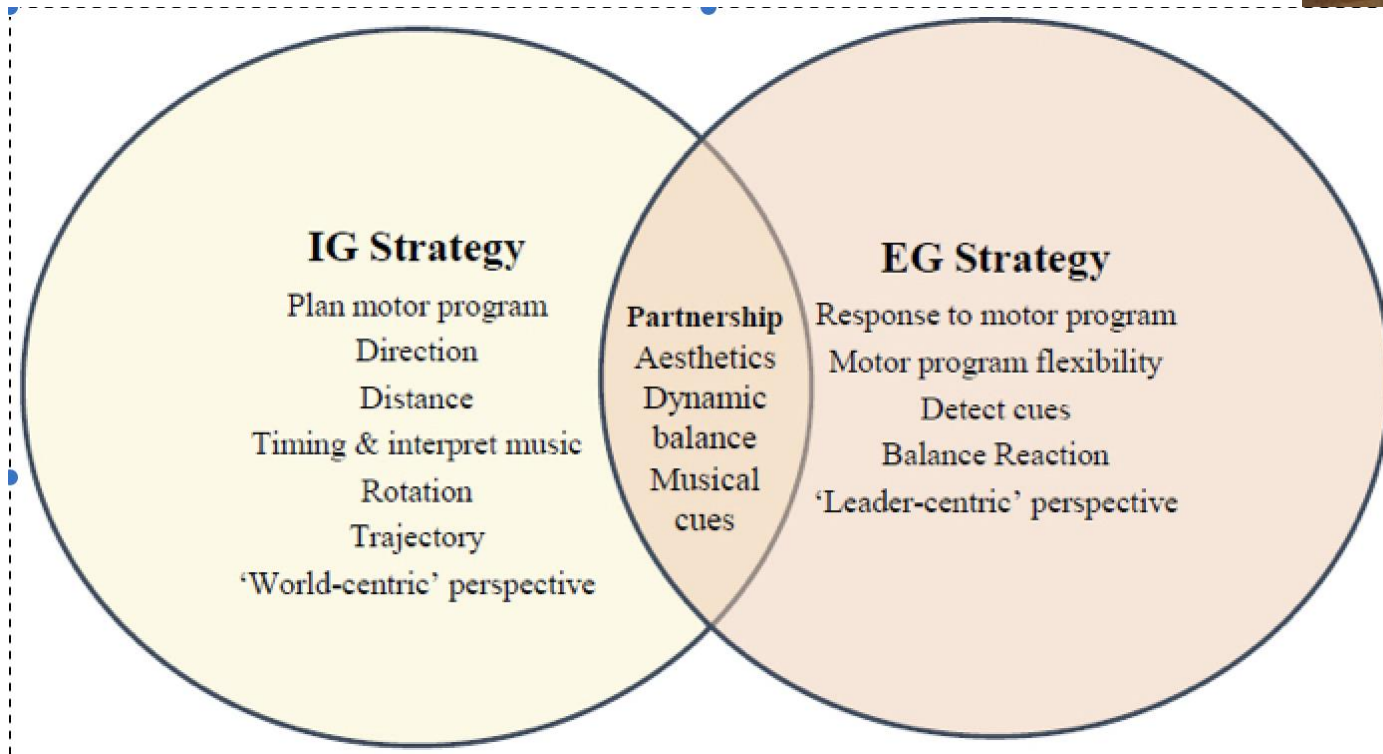 IG Strategy
Plan motor program
Direction
Distance
Timing & interpret music
Rotation
Trajectory
‘World-centric’ perspective
Partnership
Aesthetics
Dynamic
balance
Musical
cues
EG Strategy
Response to motor program
Motor program flexibility
Detect cues
Balance Reaction
‘Leader-centric’ perspective